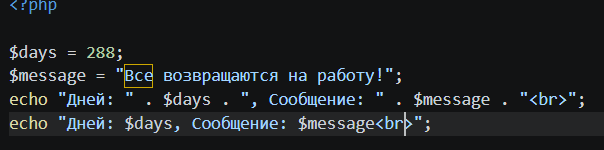 <?php
$days = 288;
$message = "Все возвращаются на работу!";
echo "Дней: " . $days . ", Сообщение: " . $message . "<br>";
echo "Дней: $days, Сообщение: $message<br>";